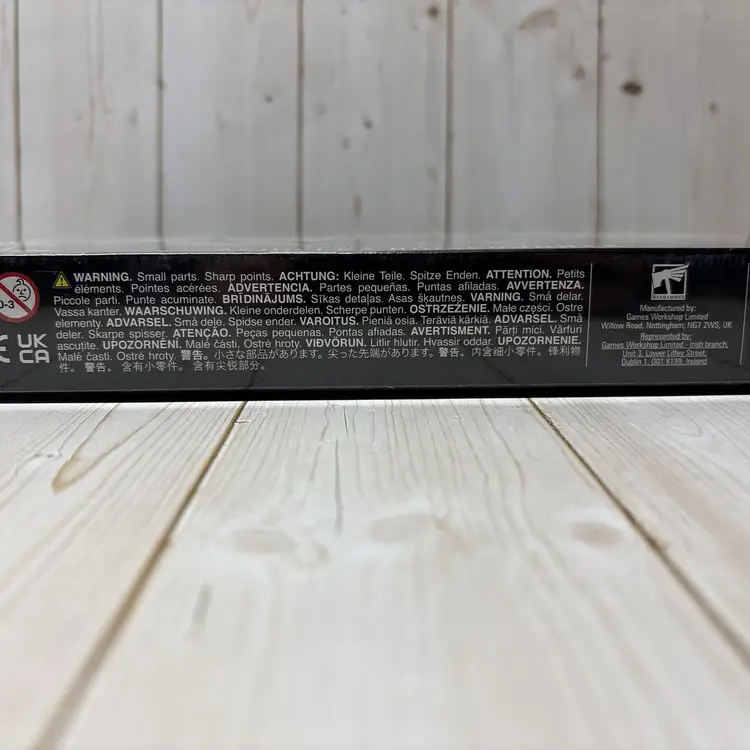 0-3
UK
CA
WARNING. Small parts. Sharp points. ACHTUNG: Kleine Teile. Spitze Enden. ATTENTION. Petits
éléments. Pointes acérées. ADVERTENCIA. Partes pequeñas. Puntas afiladas. AVVERTENZA.
Piccole parti. Punte acuminate. BRĪDINĀJUMS. Sīkas detaļas. Asas šķautnes. VARNING. Små delar.
Vassa kanter. WAARSCHUWING. Kleine onderdelen. Scherpe punten. OSTRZEŻENIE. Małe części. Ostre
elementy. ADVARSEL. Små dele. Spidse ender. VAROITUS. Pieniä osia. Teräviä kärkiä. ADVARSEL. Små
deler. Skarpe spisser. ATENÇÃO. Peças pequenas. Pontas afiadas. AVERTISMENT. Părți mici. Vârfuri
ascuțite. UPOZORNĚNÍ. Malé části. Ostré hroty. VIÐVÖRUN. Litlir hlutir. Hvassir oddar. UPOZORNENIE.
Malé časti. Ostré hroty. 警告。小さな部品があります。尖った先端があります。警告。内含細小零件。鋒利物
件。警告。含有小零件。含有尖锐部分。
WARHAMMER
Manufactured by:
Games Workshop Limited
Willow Road, Nottingham, NG7 2WS, UK
Represented by:
Games Workshop Limited - Irish branch,
Unit 3, Lower Liffey Street,
Dublin 1, D01 K199, Ireland